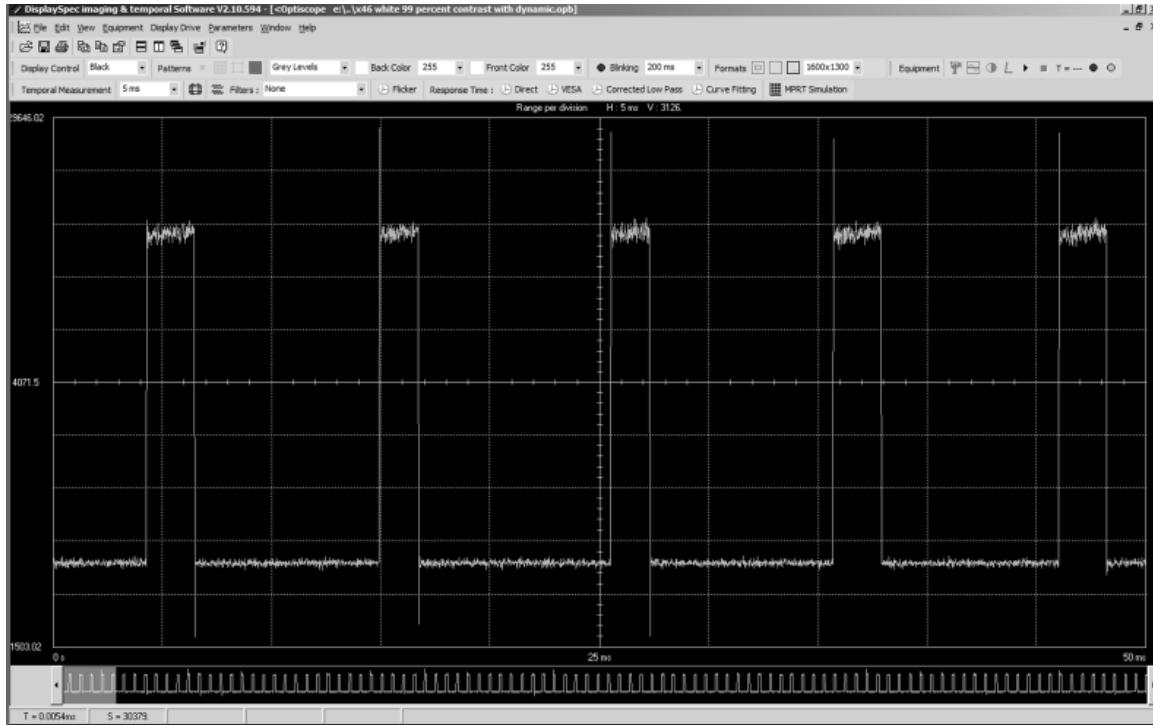 DisplaySpec imaging & temporal Software V2.10.594 - [<Optiscope e:\..\x46 white 99 percent contrast with dynamic.opb]
File Edit View Equipment Display Drive Parameters Window Help
Display Control Black Patterns Grey Levels Back Color 255 Front Color 255 Blinking 200 ms Formats 1600x1300 Equipment T = ---
Temporal Measurement 5 ms Filters : None Flicker Response Time : Direct VESA Corrected Low Pass Curve Fitting MPRT Simulation
Range per division H : 5 ms V : 3126.
29646.02
4071.5
1503.02
0 s 25 ms 50 ms
T = 0.0054ms S = 30379.